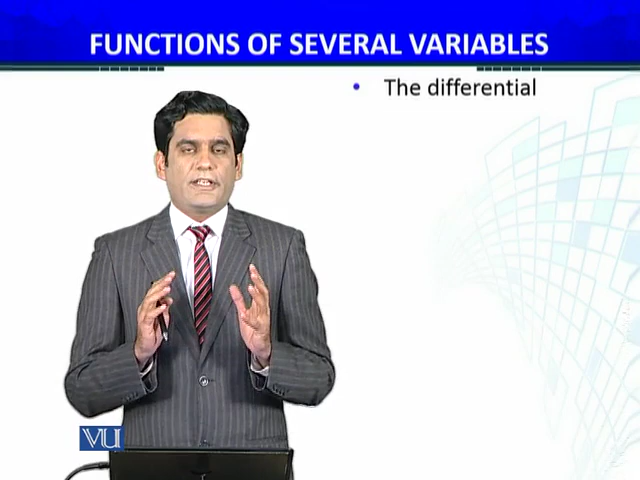 FUNCTIONS OF SEVERAL VARIABLES
• The differential
VU